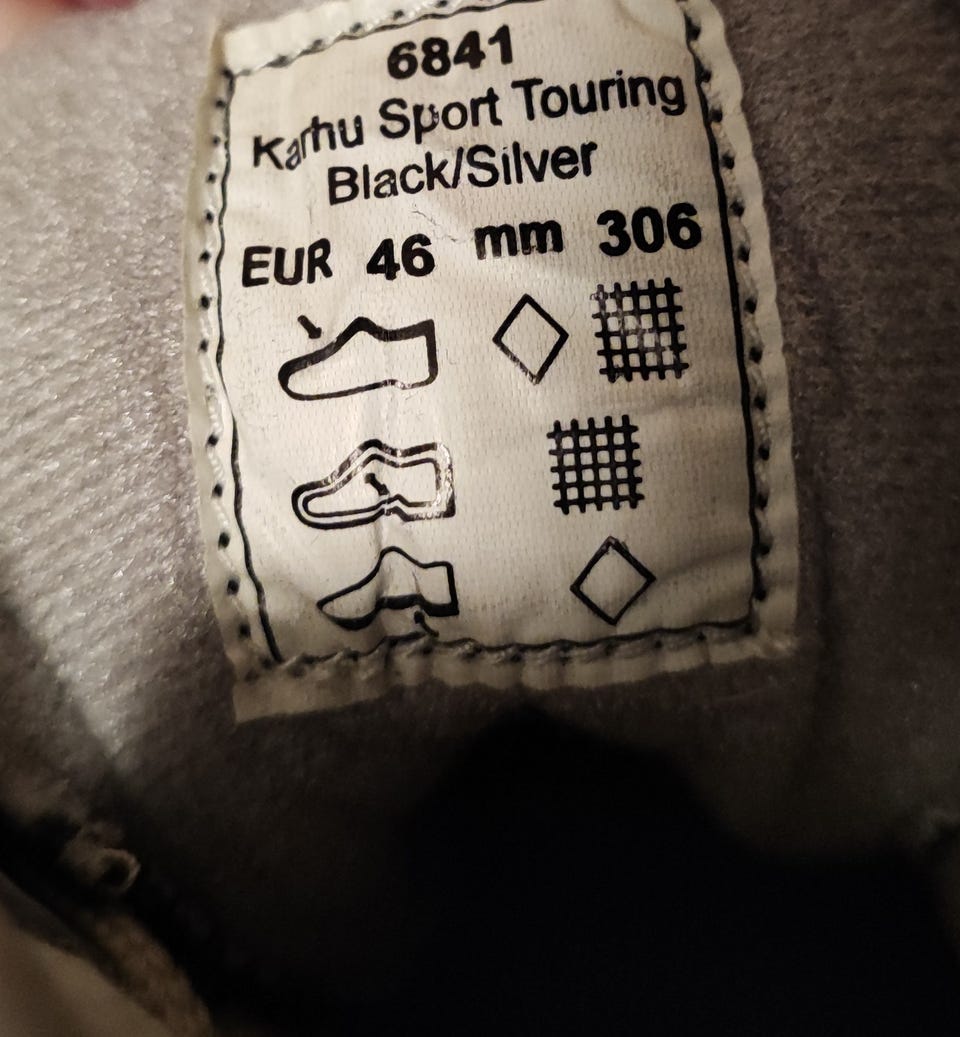 6841
Karhu Sport Touring
Black/Silver
EUR 46 mm 306